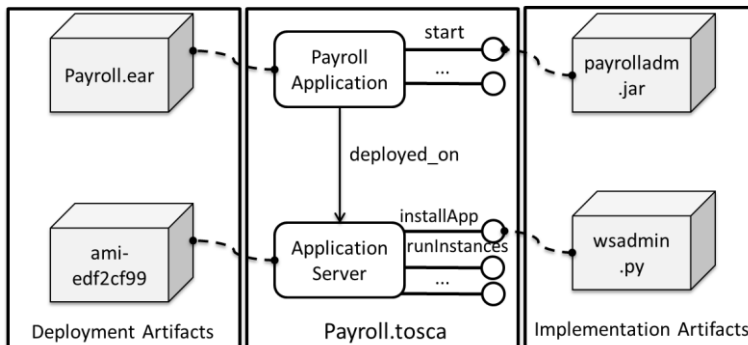 Payroll.ear
ami-
edf2cf99
Deployment Artifacts
Payroll
Application
start
...
deployed_on
Application
Server
installApp
runInstances
...
Payroll.tosca
payrolladm
.jar
wsadmin
.py
Implementation Artifacts